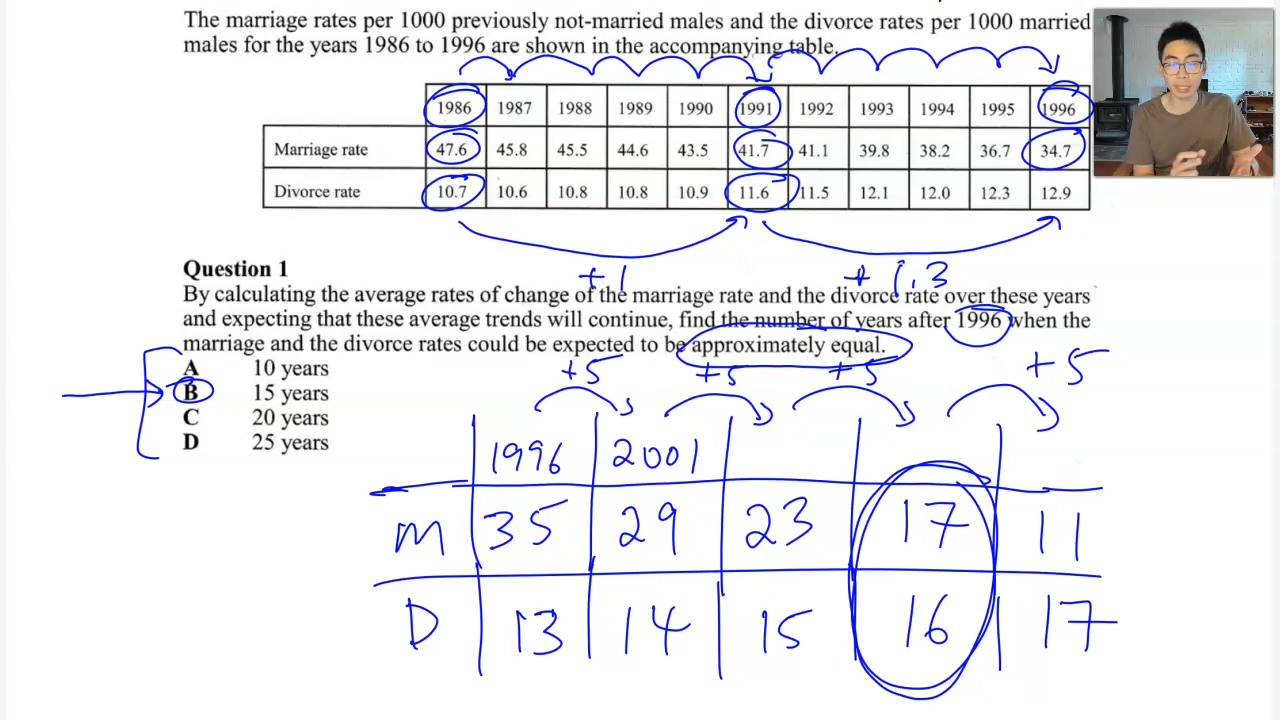 The marriage rates per 1000 previously not-married males and the divorce rates per 1000 married
males for the years 1986 to 1996 are shown in the accompanying table.
1986 1987 1988 1989 1990 1991 1992 1993 1994 1995 1996
Marriage rate 47.6 45.8 45.5 44.6 43.5 41.7 41.1 39.8 38.2 36.7 34.7
Divorce rate 10.7 10.6 10.8 10.8 10.9 11.6 11.5 12.1 12.0 12.3 12.9
+1 +1.3
Question 1
By calculating the average rates of change of the marriage rate and the divorce rate over these years
and expecting that these average trends will continue, find the number of years after 1996 when the
marriage and the divorce rates could be expected to be approximately equal.
A 10 years
B 15 years
C 20 years
D 25 years
+5 +5 +5 +5
1996 2001
M 35 29 23 17 11
D 13 14 15 16 17